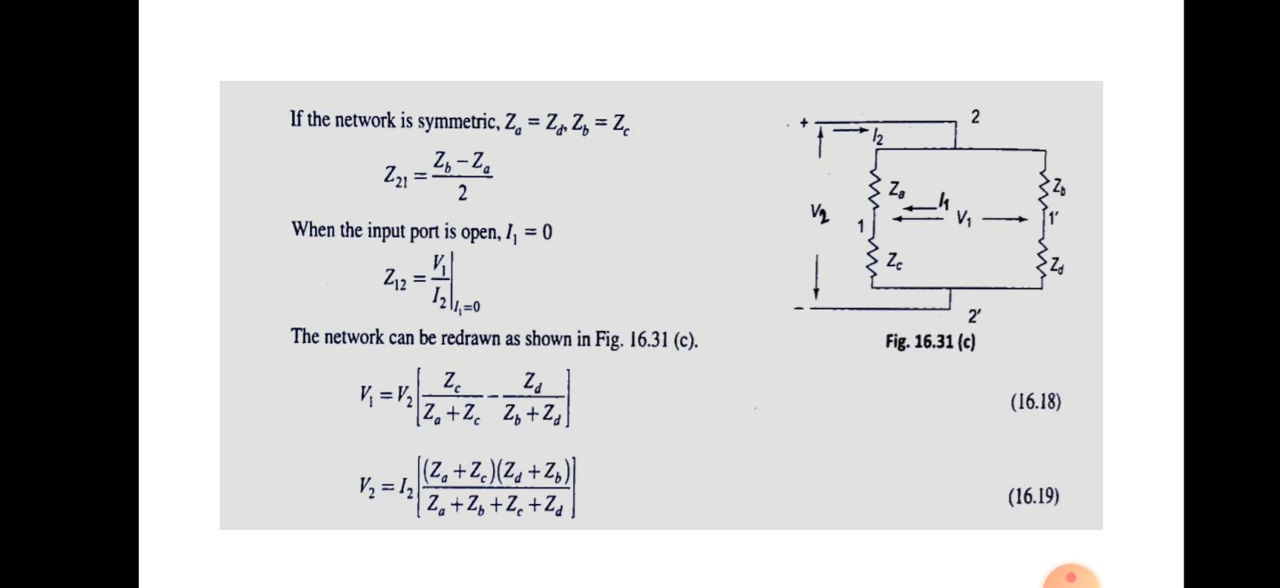 If the network is symmetric, Z_a = Z_d, Z_b = Z_c
Z_21 = (Z_b – Z_a) / 2
When the input port is open, I_1 = 0
Z_12 = V_1 / I_2 |_{I_1=0}
The network can be redrawn as shown in Fig. 16.31 (c).
V_1 = V_2 [ Z_c / (Z_a + Z_c) – Z_d / (Z_b + Z_d) ] (16.18)
V_2 = I_2 [ (Z_a + Z_c)(Z_d + Z_b) / (Z_a + Z_b + Z_c + Z_d) ] (16.19)
+ I_2 2
Z_a I_1 Z_b
V_2 1 V_1 1'
Z_c Z_d
– 2'
Fig. 16.31 (c)